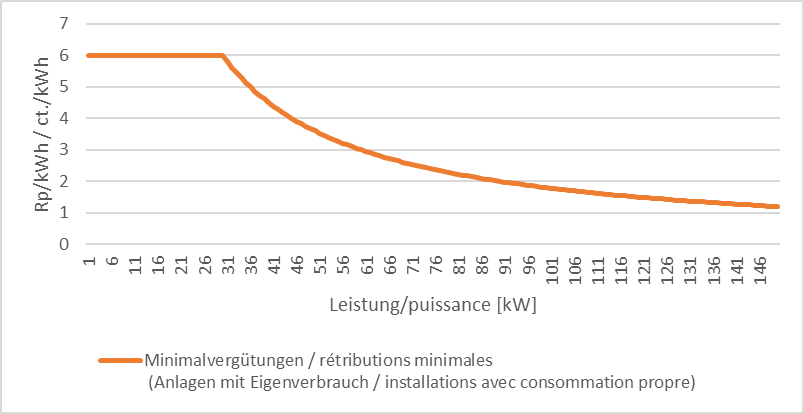 7
6
5
4
3
2
1
0
Rp/kWh / ct./kWh
1 6 11 16 21 26 31 36 41 46 51 56 61 66 71 76 81 86 91 96 101 106 111 116 121 126 131 136 141 146
Leistung/puissance [kW]
Minimalvergütungen / rétributions minimales
(Anlagen mit Eigenverbrauch / installations avec consommation propre)